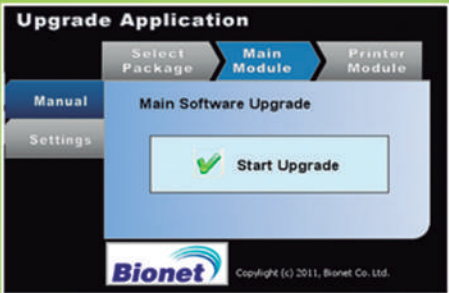 Upgrade Application
Select Package
Main Module
Printer Module
Manual
Main Software Upgrade
Settings
Start Upgrade
Bionet
Copyright (c) 2011, Bionet Co. Ltd.